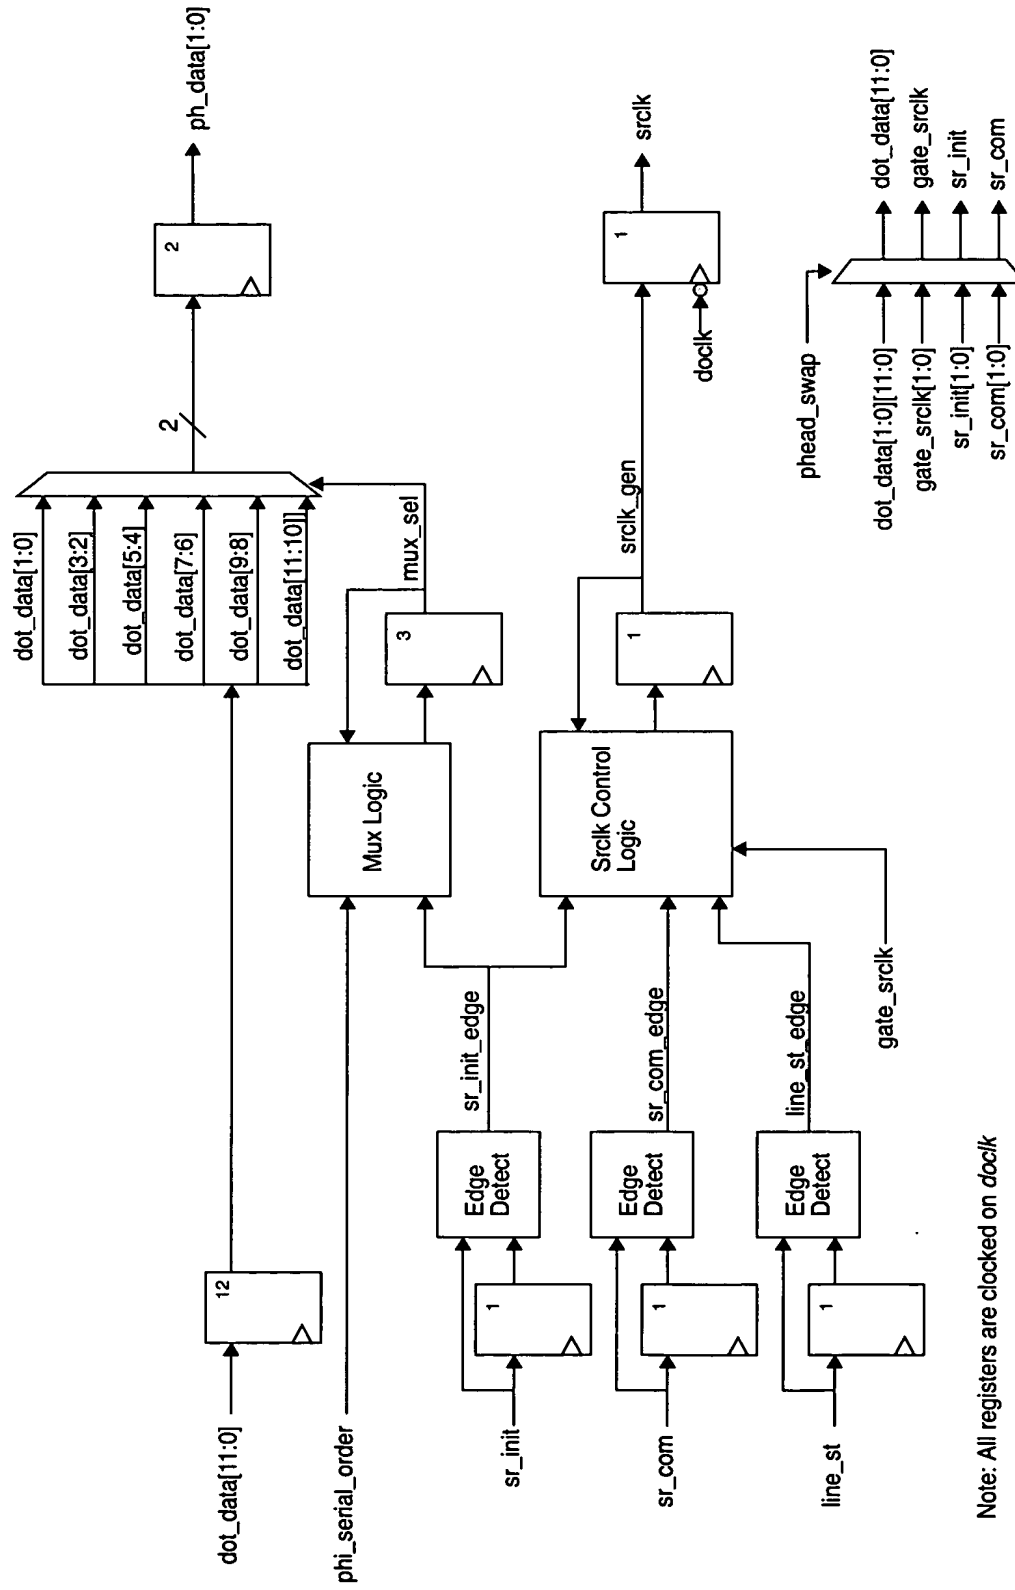 dot_data[11:0]
12
dot_data[1:0]
dot_data[3:2]
dot_data[5:4]
dot_data[7:6]
dot_data[9:8]
dot_data[11:10]]
2
2
ph_data[1:0]
phi_serial_order
Mux Logic
3
mux_sel
sr_init
1
Edge
Detect
sr_init_edge
sr_com
1
Edge
Detect
sr_com_edge
line_st
1
Edge
Detect
line_st_edge
gate_srclk
Srclk Control
Logic
1
srclk_gen
doclk
1
srclk
phead_swap
dot_data[1:0][11:0]
gate_srclk[1:0]
sr_init[1:0]
sr_com[1:0]
dot_data[11:0]
gate_srclk
sr_init
sr_com
Note: All registers are clocked on doclk